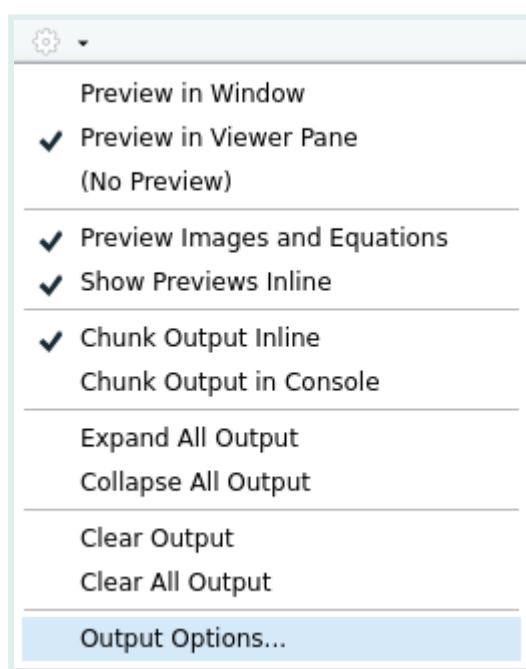 Preview in Window
Preview in Viewer Pane
(No Preview)
Preview Images and Equations
Show Previews Inline
Chunk Output Inline
Chunk Output in Console
Expand All Output
Collapse All Output
Clear Output
Clear All Output
Output Options...